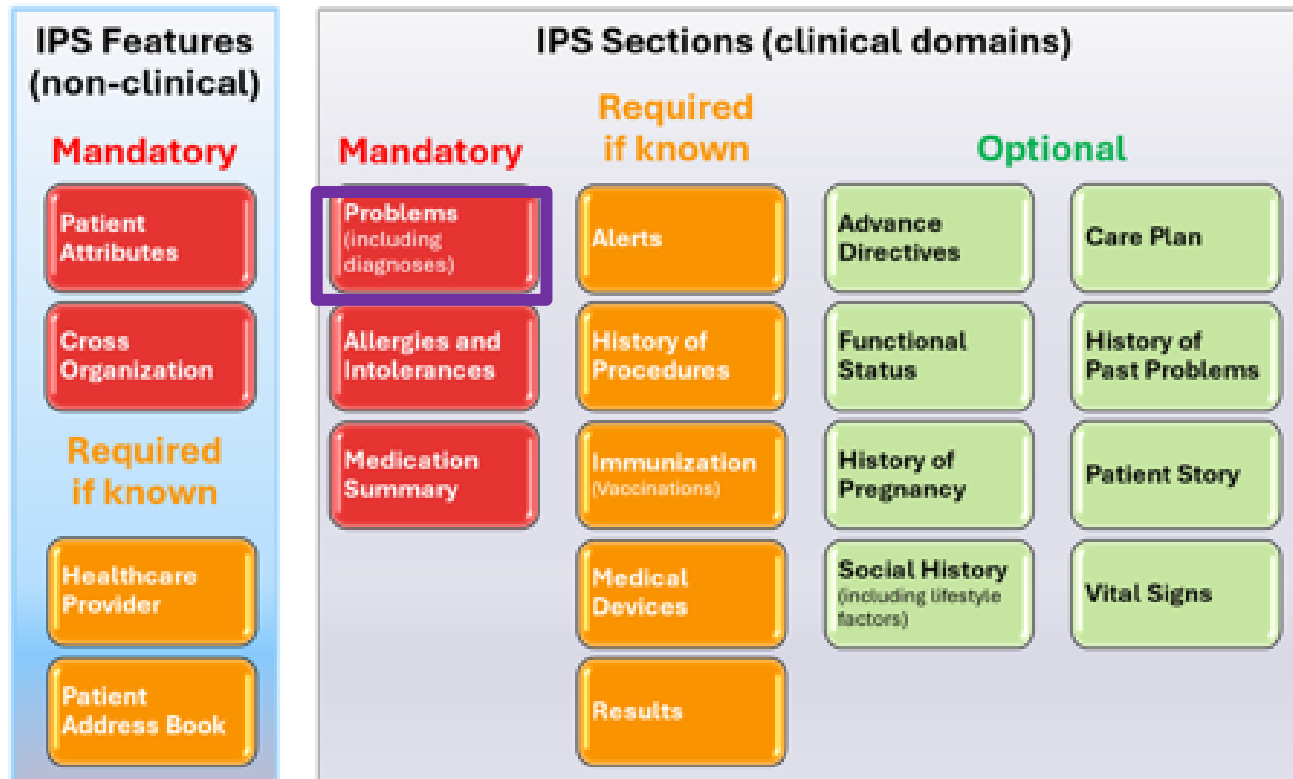 IPS Features
(non-clinical)
Mandatory
Patient
Attributes
Cross
Organization
Required
if known
Healthcare
Provider
Patient
Address Book
IPS Sections (clinical domains)
Mandatory
Problems
(including
diagnoses)
Allergies and
Intolerances
Medication
Summary
Required
if known
Alerts
History of
Procedures
Immunization
(Vaccinations)
Medical
Devices
Results
Optional
Advance
Directives
Functional
Status
History of
Pregnancy
Social History
(including lifestyle
factors)
Care Plan
History of
Past Problems
Patient Story
Vital Signs